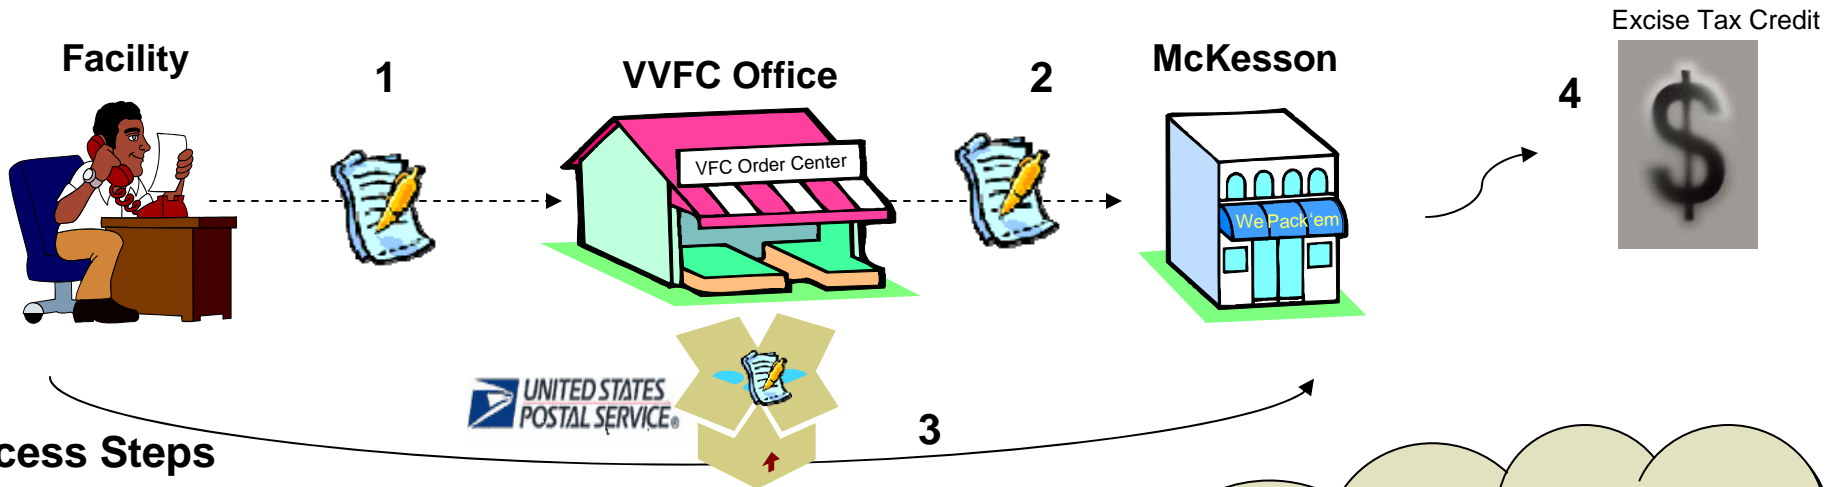 Excise Tax Credit
Facility
1
VVFC Office
2
McKesson
4
VFC Order Center
We Pack‘em
$
UNITED STATES
POSTAL SERVICE®
3
cess Steps